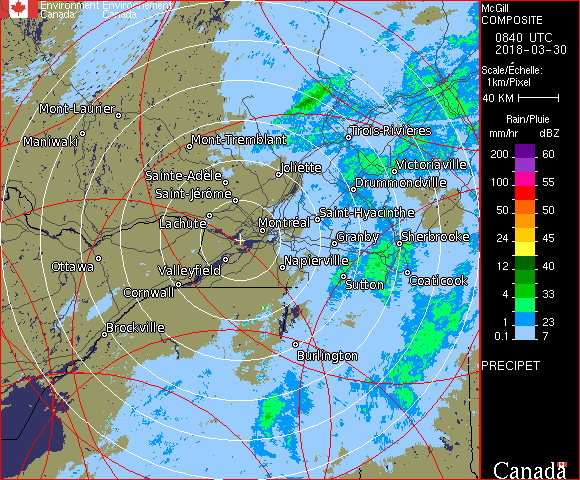 Environment Environnement
Canada Canada
Mont-Laurier
Maniwaki
Mont-Tremblant
Trois-Rivières
Joliette
Victoriaville
Sainte-Adèle
Drummondville
Saint-Jérôme
Saint-Hyacinthe
Lachute
Montréal
Granby
Sherbrooke
Ottawa
Valleyfield
Napierville
Sutton
Coaticook
Cornwall
Brockville
Burlington
McGill
COMPOSITE
0840 UTC
2018-03-30
Scale/Échelle:
1km/Pixel
40 KM
Rain/Pluie
mm/hr dBZ
200 60
100 55
50 50
24 45
12 40
4 33
1 23
0.1 7
PRECIPET
Canada